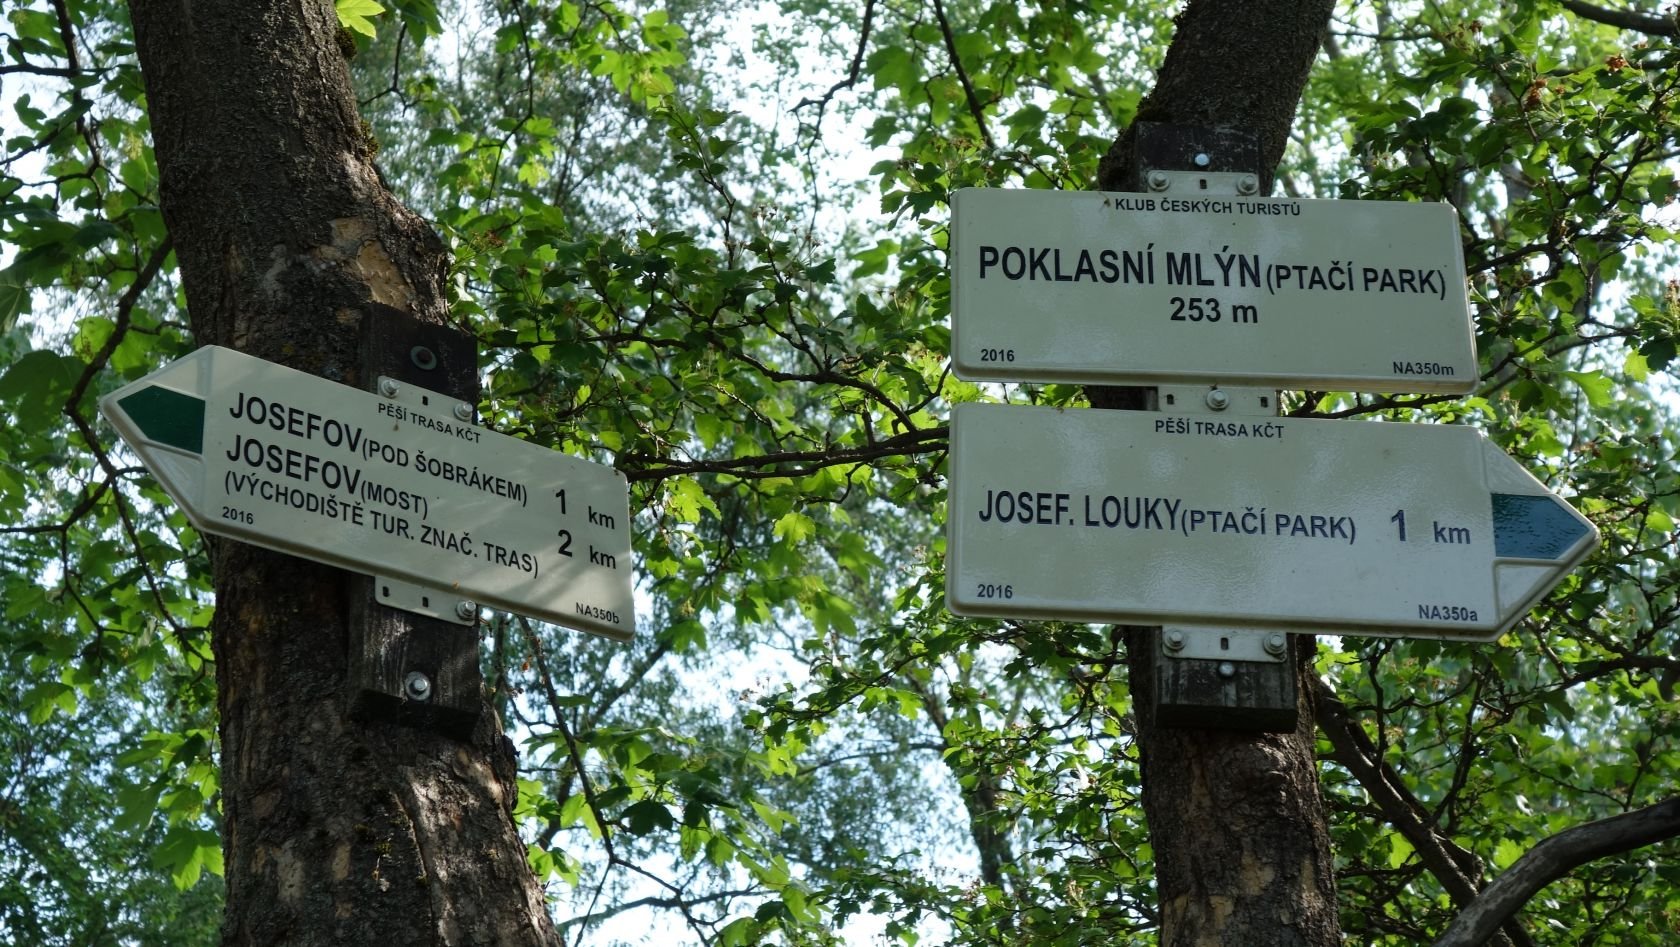 JOSEFOV(POD ŠOBRÁKEM) 1 km
JOSEFOV(MOST) 2 km
(VÝCHODIŠTĚ TUR. ZNAČ. TRAS)
PĚŠÍ TRASA KČT
2016
NA350b
KLUB ČESKÝCH TURISTŮ
POKLASNÍ MLÝN(PTAČÍ PARK)
253 m
2016 NA350m
PĚŠÍ TRASA KČT
JOSEF. LOUKY(PTAČÍ PARK) 1 km
2016 NA350a